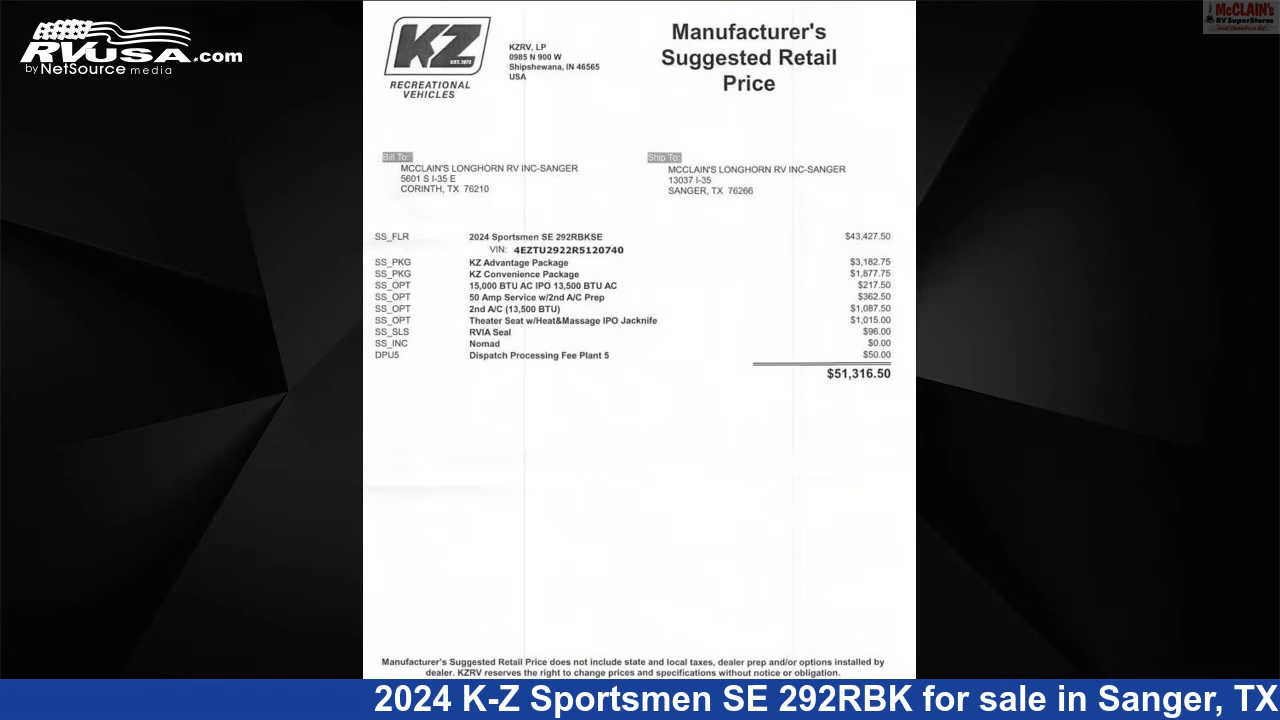 RVUSA.com
by NetSource media
McCLAIN's
RV SuperStores
KZ
EST. 1972
RECREATIONAL
VEHICLES
KZRV, LP
0985 N 900 W
Shipshewana, IN 46565
USA
Manufacturer's
Suggested Retail
Price
Bill To:
MCCLAIN'S LONGHORN RV INC-SANGER
5601 S I-35 E
CORINTH, TX 76210
Ship To:
MCCLAIN'S LONGHORN RV INC-SANGER
13037 I-35
SANGER, TX 76266
SS_FLR 2024 Sportsmen SE 292RBKSE $43,427.50
VIN: 4EZTU2922R5120740
SS_PKG KZ Advantage Package $3,182.75
SS_PKG KZ Convenience Package $1,877.75
SS_OPT 15,000 BTU AC IPO 13,500 BTU AC $217.50
SS_OPT 50 Amp Service w/2nd A/C Prep $362.50
SS_OPT 2nd A/C (13,500 BTU) $1,087.50
SS_OPT Theater Seat w/Heat&Massage IPO Jacknife $1,015.00
SS_SLS RVIA Seal $96.00
SS_INC Nomad $0.00
DPU5 Dispatch Processing Fee Plant 5 $50.00
$51,316.50
Manufacturer's Suggested Retail Price does not include state and local taxes, dealer prep and/or options installed by
dealer. KZRV reserves the right to change prices and specifications without notice or obligation.
2024 K-Z Sportsmen SE 292RBK for sale in Sanger, TX